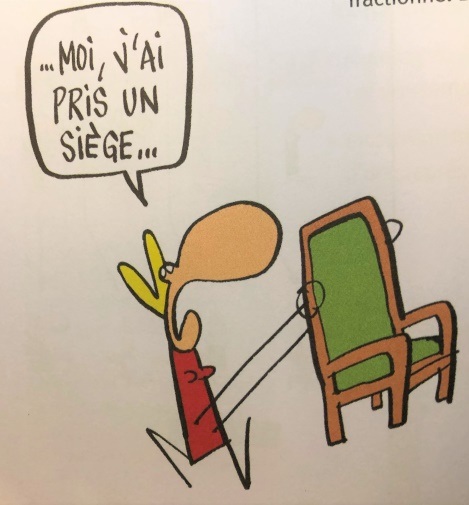 ...MOI, J'AI
PRIS UN
SIÈGE...